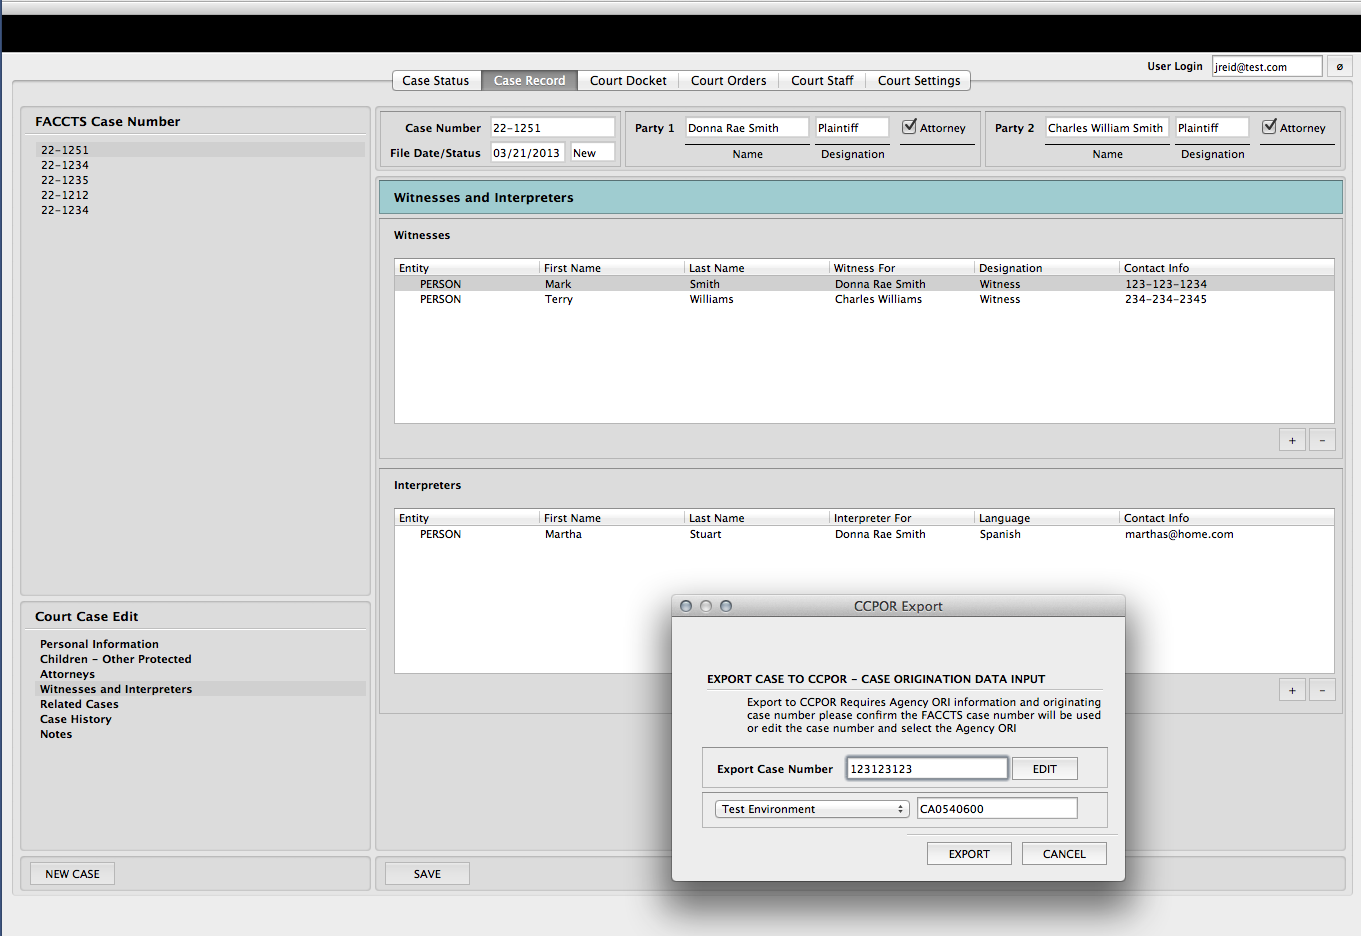 User Login jreid@test.com ø
Case Status Case Record Court Docket Court Orders Court Staff Court Settings
FACCTS Case Number
22-1251
22-1234
22-1235
22-1212
22-1234
Case Number 22-1251
File Date/Status 03/21/2013 New
Party 1 Donna Rae Smith Plaintiff Attorney
Name Designation
Party 2 Charles William Smith Plaintiff Attorney
Name Designation
Witnesses and Interpreters
Witnesses
Entity First Name Last Name Witness For Designation Contact Info
PERSON Mark Smith Donna Rae Smith Witness 123-123-1234
PERSON Terry Williams Charles Williams Witness 234-234-2345
+ -
Interpreters
Entity First Name Last Name Interpreter For Language Contact Info
PERSON Martha Stuart Donna Rae Smith Spanish marthas@home.com
+ -
Court Case Edit
Personal Information
Children - Other Protected
Attorneys
Witnesses and Interpreters
Related Cases
Case History
Notes
NEW CASE
SAVE
CCPOR Export
EXPORT CASE TO CCPOR - CASE ORIGINATION DATA INPUT
Export to CCPOR Requires Agency ORI information and originating
case number please confirm the FACCTS case number will be used
or edit the case number and select the Agency ORI
Export Case Number 123123123 EDIT
Test Environment CA0540600
EXPORT CANCEL